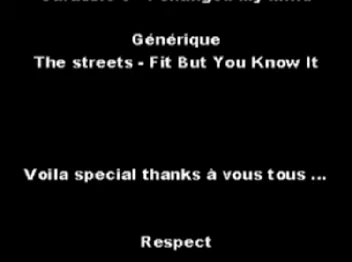 Générique
The streets - Fit But You Know It
Voila special thanks à vous tous ...
Respect